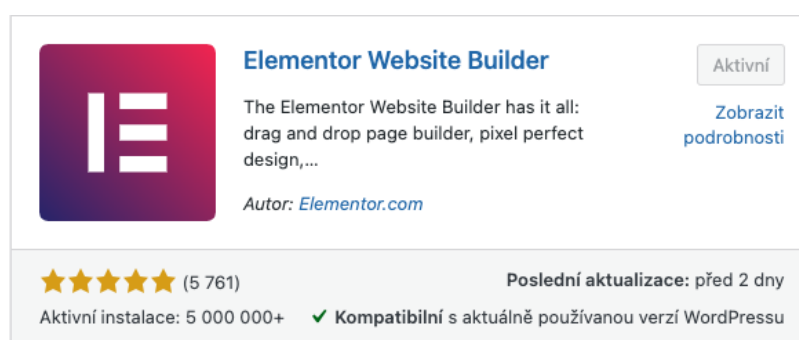 Elementor Website Builder
Aktivní
The Elementor Website Builder has it all:
drag and drop page builder, pixel perfect
design,...
Zobrazit
podrobnosti
Autor: Elementor.com
(5 761)
Poslední aktualizace: před 2 dny
Aktivní instalace: 5 000 000+
✓ Kompatibilní s aktuálně používanou verzí WordPressu